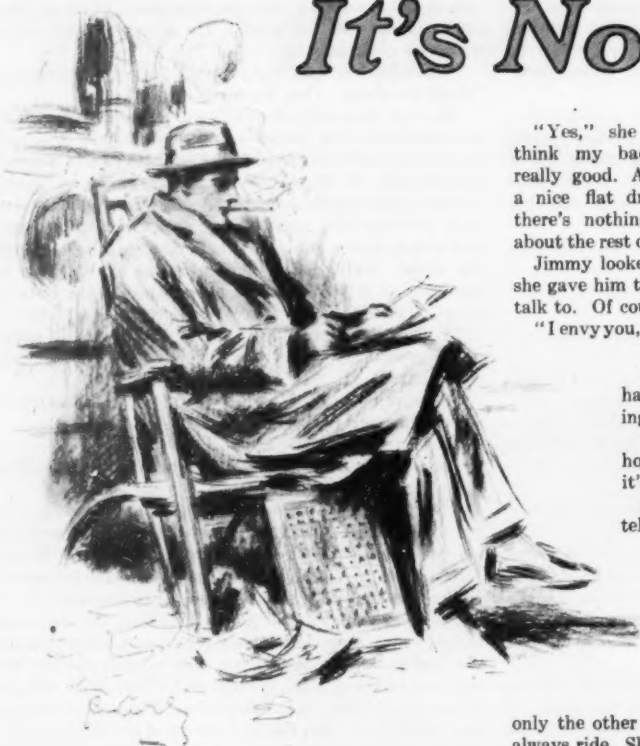 It's No
"Yes," she
think my bac
really good. A
a nice flat dr
there's nothin
about the rest o
Jimmy looke
she gave him t
talk to. Of cou
"I envy you,
ha
ing
ho
it'
tel
only the other
always ride. Sh